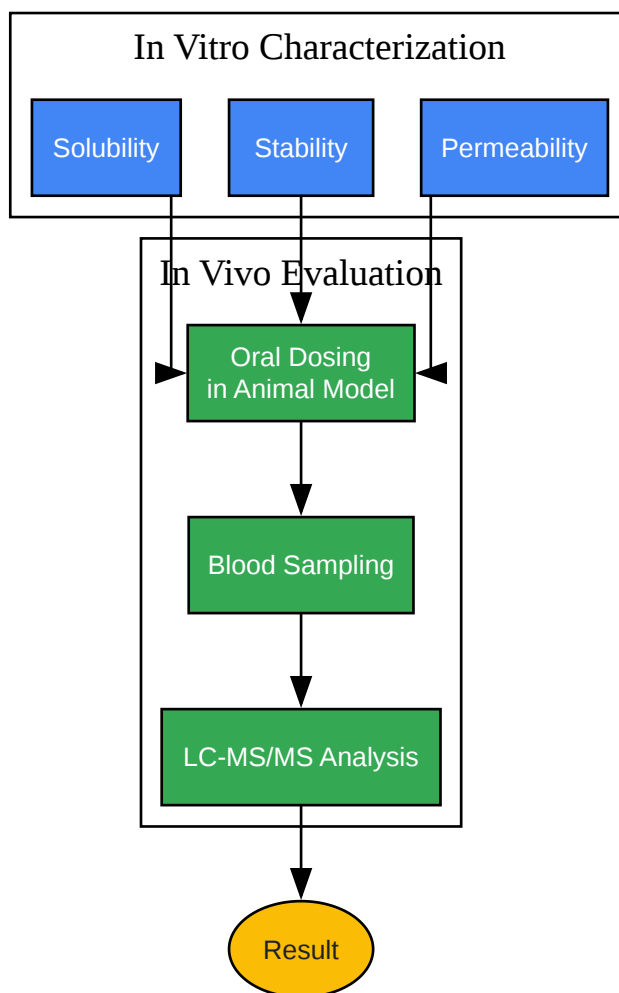 In Vitro Characterization
Solubility
Stability
Permeability
In Vivo Evaluation
Oral Dosing
in Animal Model
Blood Sampling
LC-MS/MS Analysis
Result